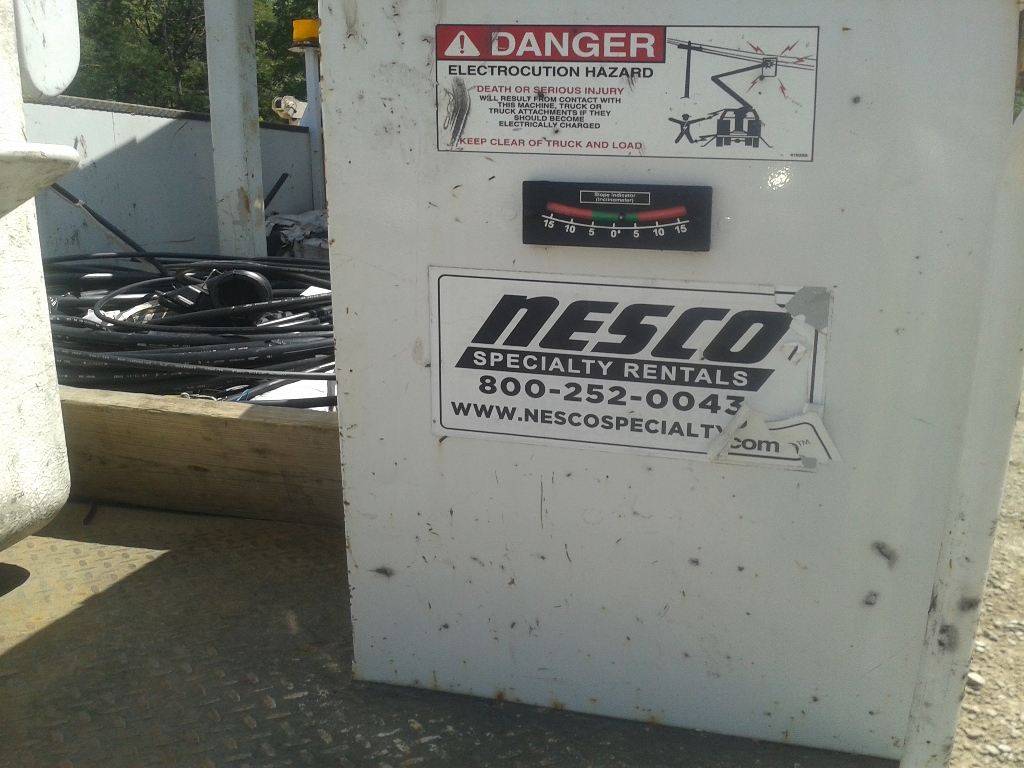 DANGER
ELECTROCUTION HAZARD
DEATH OR SERIOUS INJURY
WILL RESULT FROM CONTACT WITH
THIS MACHINE, TRUCK OR
TRUCK ATTACHMENTS IF THEY
SHOULD BECOME
ELECTRICALLY CHARGED
KEEP CLEAR OF TRUCK AND LOAD
Slope Indicator
(Inclinometer)
15 10 5 0° 5 10 15
NESCO
SPECIALTY RENTALS
800-252-0043
WWW.NESCOSPECIALTY.com ™